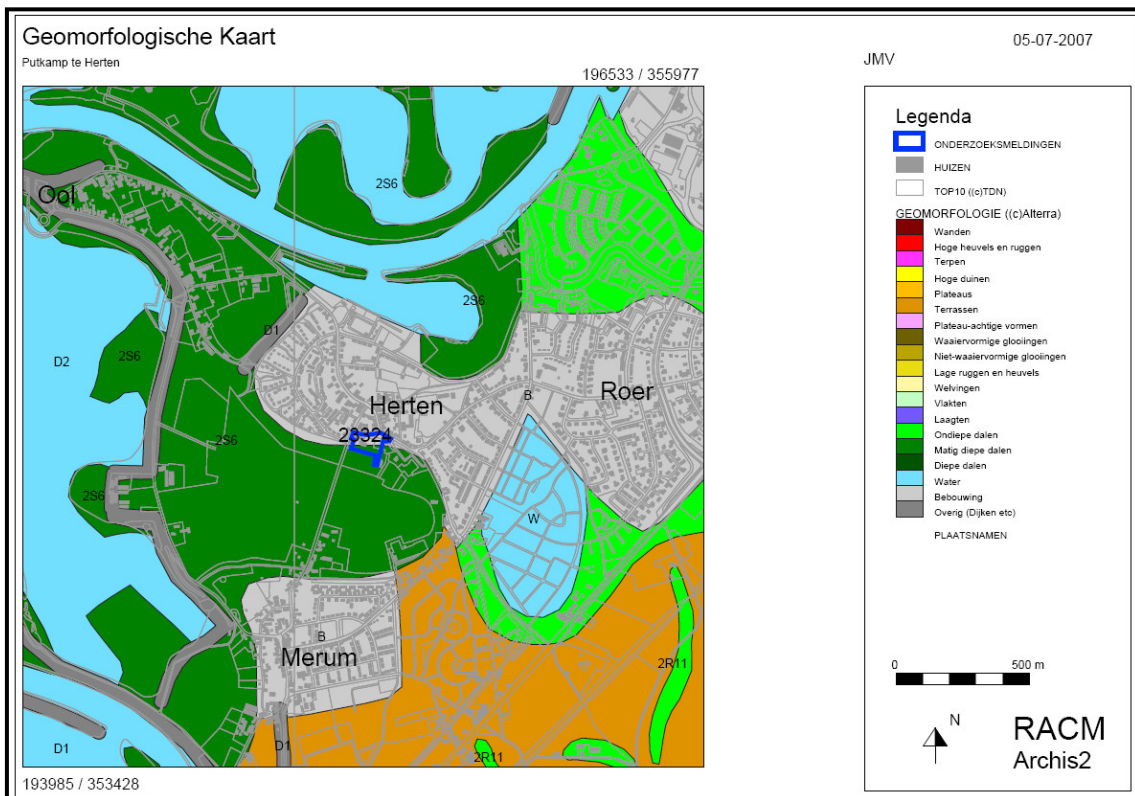 Geomorfologische Kaart
Putkamp te Herten
05-07-2007
JMV
196533 / 355977
Ool
2S6
2S6
D1
D2
2S6
Herten
Roer
B
23324
2S6
2S6
W
B
Merum
2R11
D1
D1
2R11
193985 / 353428
Legenda
ONDERZOEKSMELDINGEN
HUIZEN
TOP10 ((c)TDN)
GEOMORFOLOGIE ((c)Alterra)
Wanden
Hoge heuvels en ruggen
Terpen
Hoge duinen
Plateaus
Terrassen
Plateau-achtige vormen
Waaiervormige glooiingen
Niet-waaiervormige glooiingen
Lage ruggen en heuvels
Welvingen
Vlakten
Laagten
Ondiepe dalen
Matig diepe dalen
Diepe dalen
Water
Bebouwing
Overig (Dijken etc)
PLAATSNAMEN
0 500 m
N
RACM
Archis2